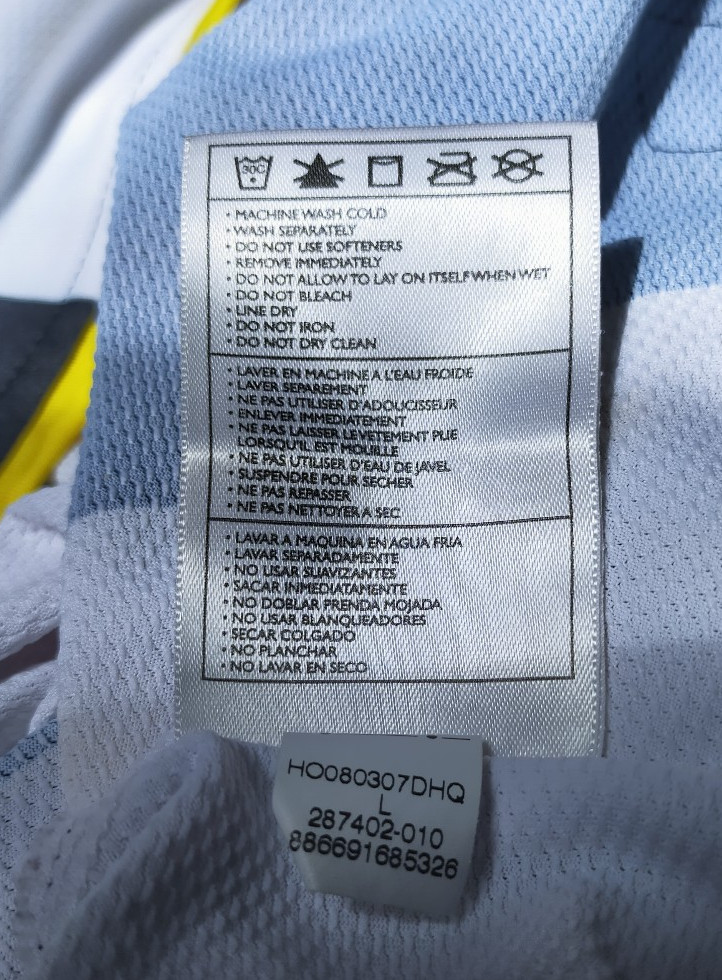 30C
• MACHINE WASH COLD
• WASH SEPARATELY
• DO NOT USE SOFTENERS
• REMOVE IMMEDIATELY
• DO NOT ALLOW TO LAY ON ITSELF WHEN WET
• DO NOT BLEACH
• LINE DRY
• DO NOT IRON
• DO NOT DRY CLEAN
• LAVER EN MACHINE A L'EAU FROIDE
• LAVER SEPAREMENT
• NE PAS UTILISER D'ADOUCISSEUR
• ENLEVER IMMEDIATEMENT
• NE PAS LAISSER LE VETEMENT PLIE
LORSQU'IL EST MOUILLE
• NE PAS UTILISER D'EAU DE JAVEL
• SUSPENDRE POUR SECHER
• NE PAS REPASSER
• NE PAS NETTOYER A SEC
• LAVAR A MAQUINA EN AGUA FRIA
• LAVAR SEPARADAMENTE
• NO USAR SUAVIZANTES
• SACAR INMEDIATAMENTE
• NO DOBLAR PRENDA MOJADA
• NO USAR BLANQUEADORES
• SECAR COLGADO
• NO PLANCHAR
• NO LAVAR EN SECO
HO080307DHQ
L
287402-010
886691685326